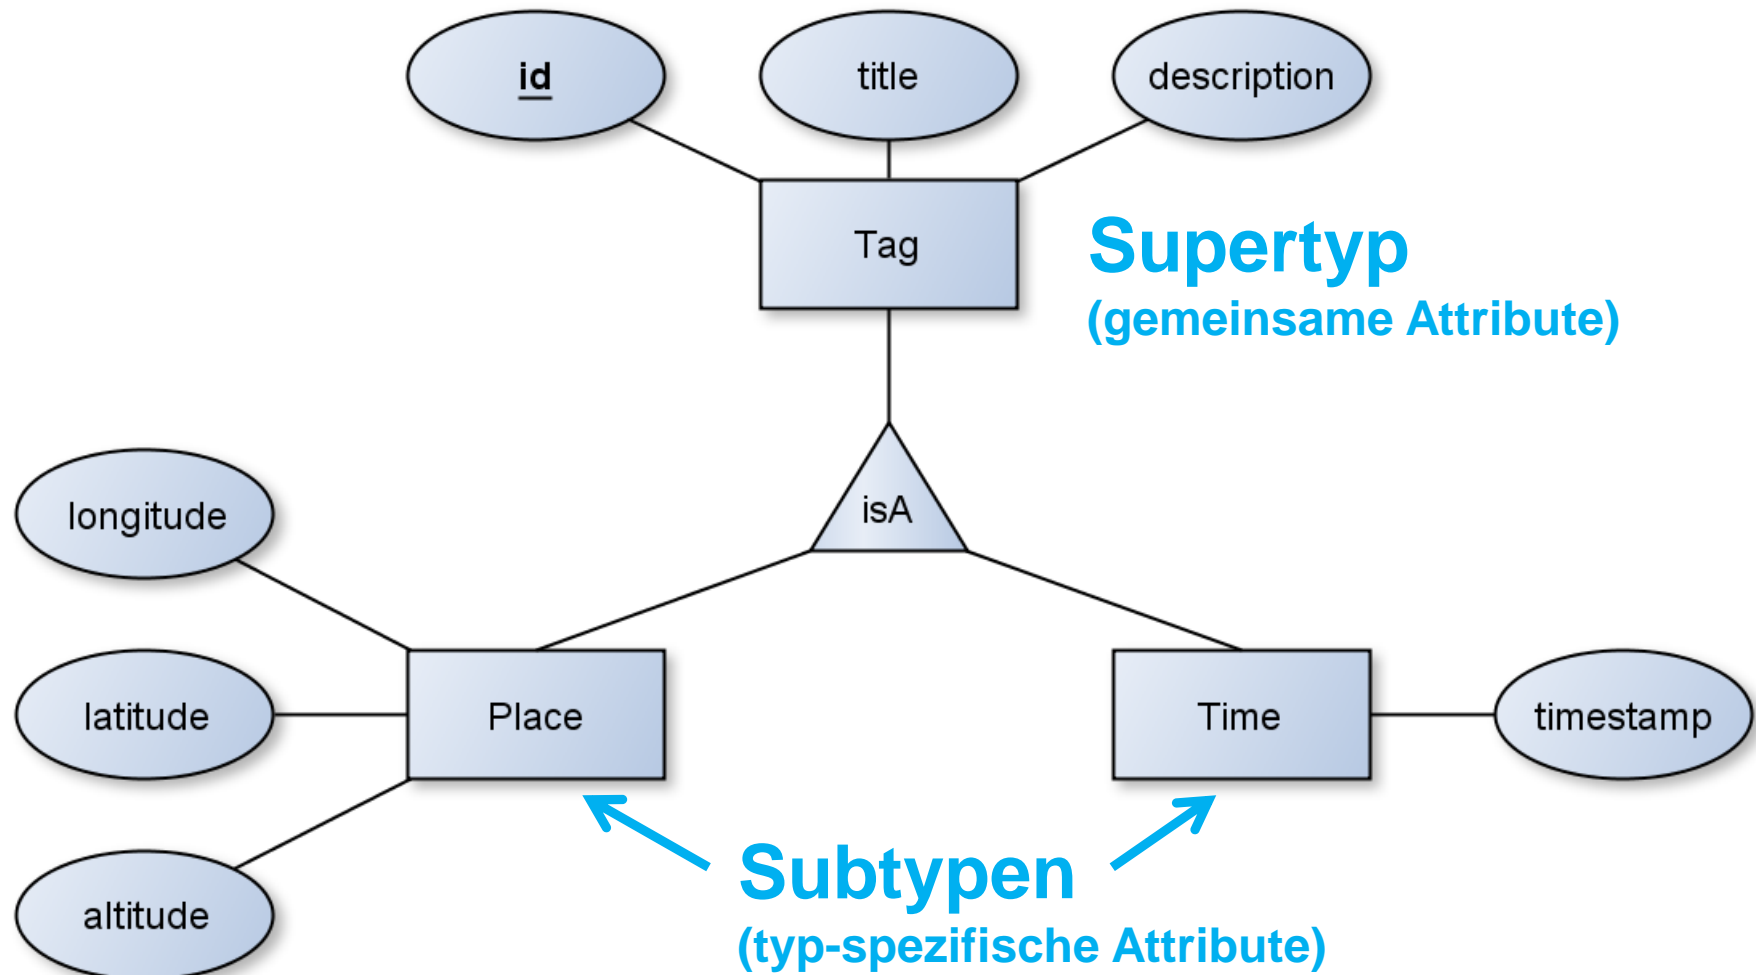 id
title
description
Tag
Supertyp
(gemeinsame Attribute)
isA
longitude
latitude
Place
Time
timestamp
altitude
Subtypen
(typ-spezifische Attribute)